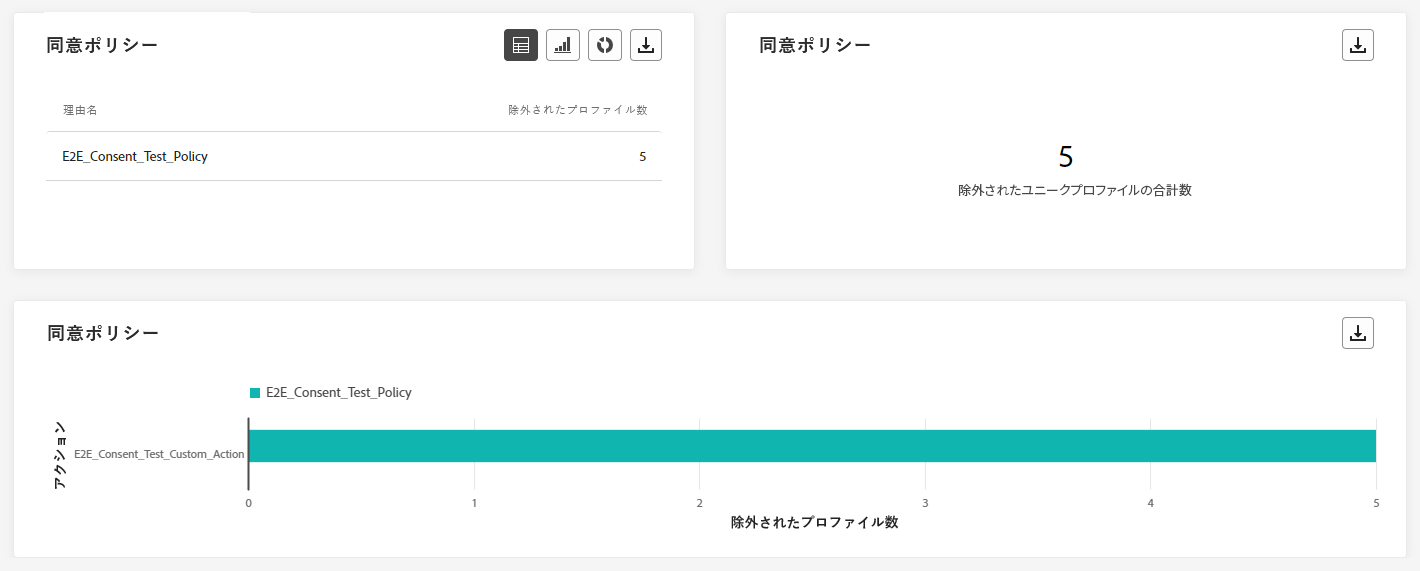 同意ポリシー
理由名 除外されたプロファイル数
E2E_Consent_Test_Policy 5
同意ポリシー
5
除外されたユニークプロファイルの合計数
同意ポリシー
E2E_Consent_Test_Policy
アクション
E2E_Consent_Test_Custom_Action
0 1 2 3 4 5
除外されたプロファイル数